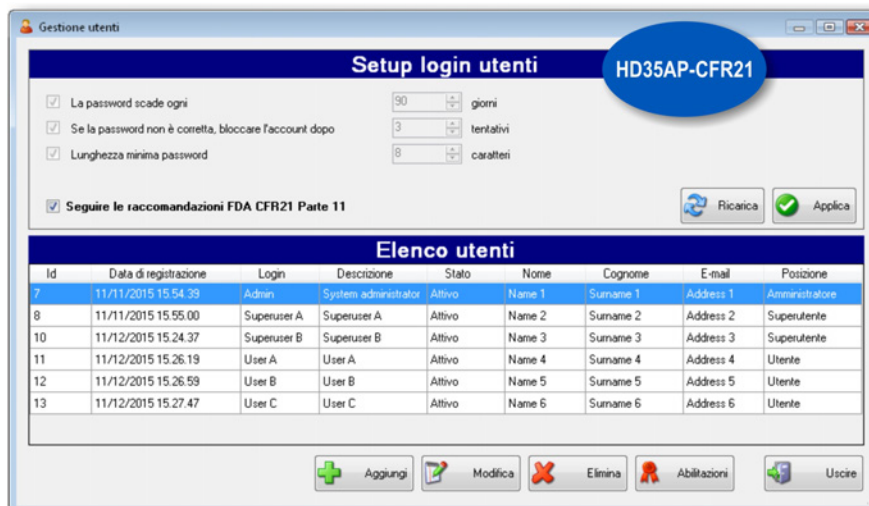 Gestione utenti
Setup login utenti
HD35AP-CFR21
La password scade ogni 90 giorni
Se la password non è corretta, bloccare l'account dopo 3 tentativi
Lunghezza minima password 8 caratteri
Seguire le raccomandazioni FDA CFR21 Parte 11
Ricarica Applica
Elenco utenti
Id Data di registrazione Login Descrizione Stato Nome Cognome E-mail Posizione
7 11/11/2015 15.54.39 Admin System administrator Attivo Name 1 Surname 1 Address 1 Amministratore
8 11/11/2015 15.55.00 Superuser A Superuser A Attivo Name 2 Surname 2 Address 2 Superutente
10 11/12/2015 15.24.37 Superuser B Superuser B Attivo Name 3 Surname 3 Address 3 Superutente
11 11/12/2015 15.26.19 User A User A Attivo Name 4 Surname 4 Address 4 Utente
12 11/12/2015 15.26.59 User B User B Attivo Name 5 Surname 5 Address 5 Utente
13 11/12/2015 15.27.47 User C User C Attivo Name 6 Surname 6 Address 6 Utente
Aggiungi Modifica Elimina Abilitazioni Uscire